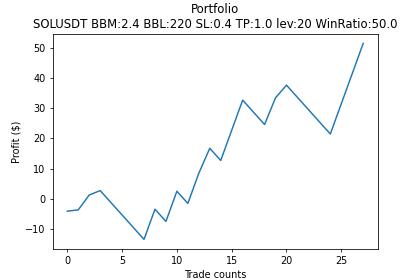 Portfolio
SOLUSDT BBM:2.4 BBL:220 SL:0.4 TP:1.0 lev:20 WinRatio:50.0
50
40
30
20
10
0
−10
Profit ($)
0 5 10 15 20 25
Trade counts